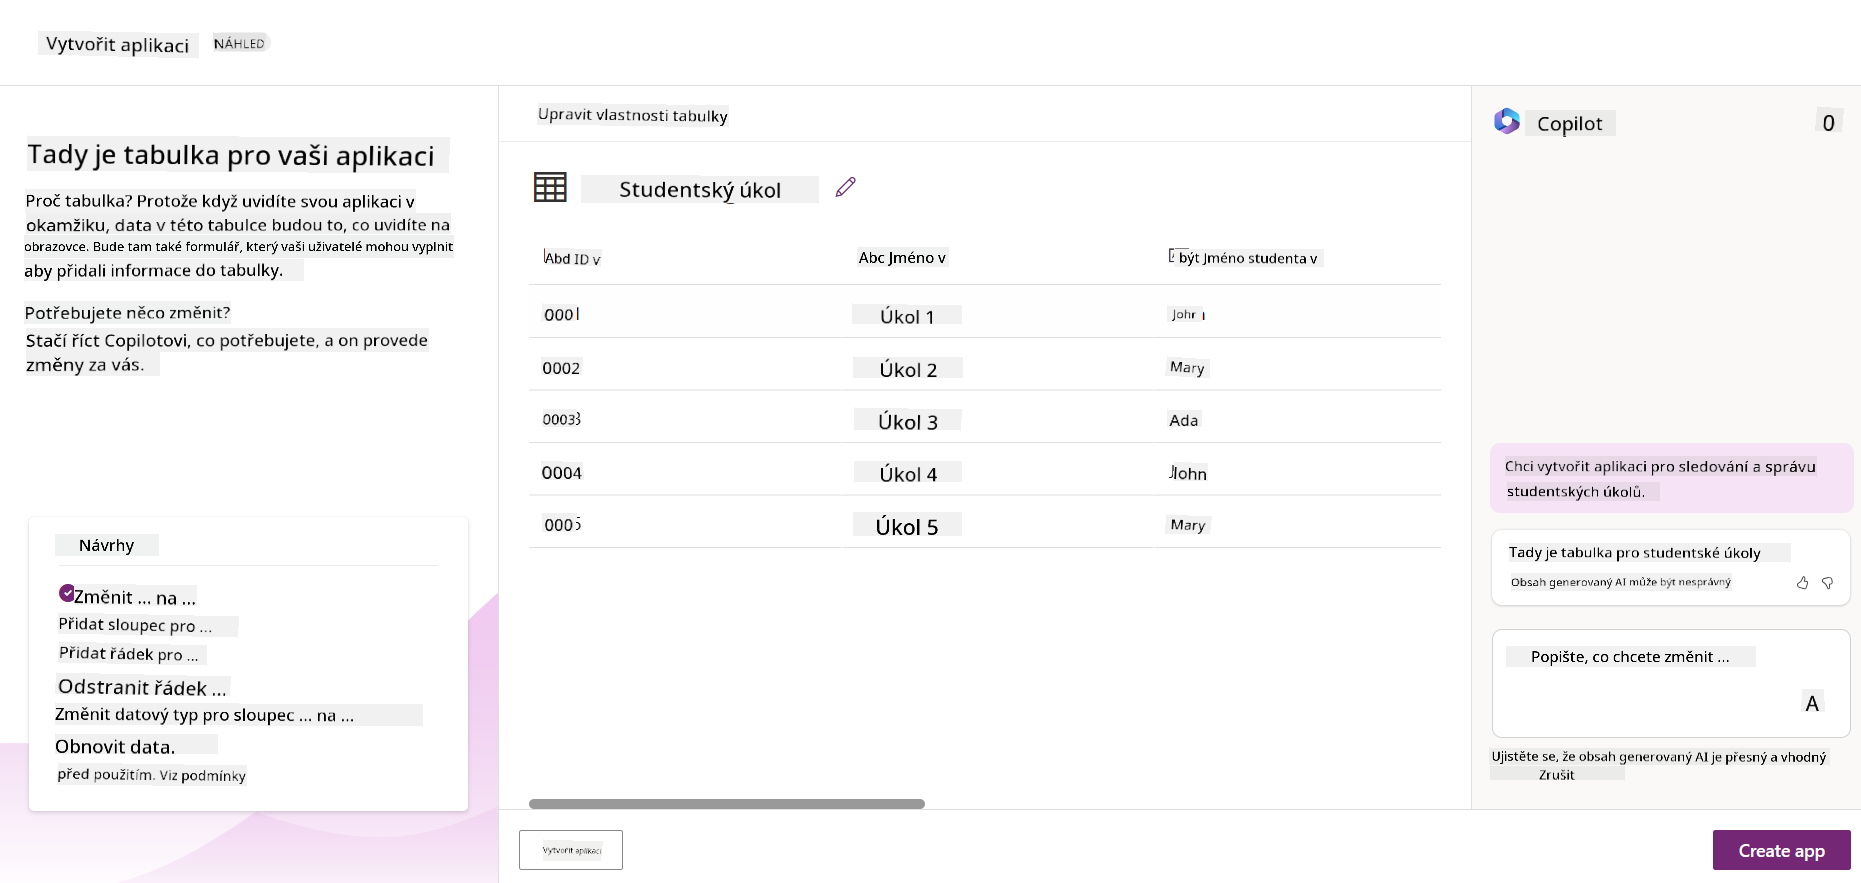 Vytvořit aplikaci
NÁHLED
Tady je tabulka pro vaši aplikaci
Proč tabulka? Protože když uvidíte svou aplikaci v
okamžiku, data v této tabulce budou to, co uvidíte na
obrazovce. Bude tam také formulář, který vaši uživatelé mohou vyplnit
aby přidali informace do tabulky.
Potřebujete něco změnit?
Stačí říct Copilotovi, co potřebujete, a on provede
změny za vás.
Návrhy
Změnit ... na ...
Přidat sloupec pro ...
Přidat řádek pro ...
Odstranit řádek ...
Změnit datový typ pro sloupec ... na ...
Obnovit data.
před použitím. Viz podmínky
Upravit vlastnosti tabulky
Studentský úkol
Abd ID v
Abc Jméno v
být Jméno studenta v
0001
Úkol 1
John
0002
Úkol 2
Mary
0003
Úkol 3
Ada
0004
Úkol 4
John
0005
Úkol 5
Mary
Vytvořit aplikaci
Copilot
0
Chci vytvořit aplikaci pro sledování a správu
studentských úkolů.
Tady je tabulka pro studentské úkoly
Obsah generovaný AI může být nesprávný
Popište, co chcete změnit ...
A
Ujistěte se, že obsah generovaný AI je přesný a vhodný
Zrušit
Create app